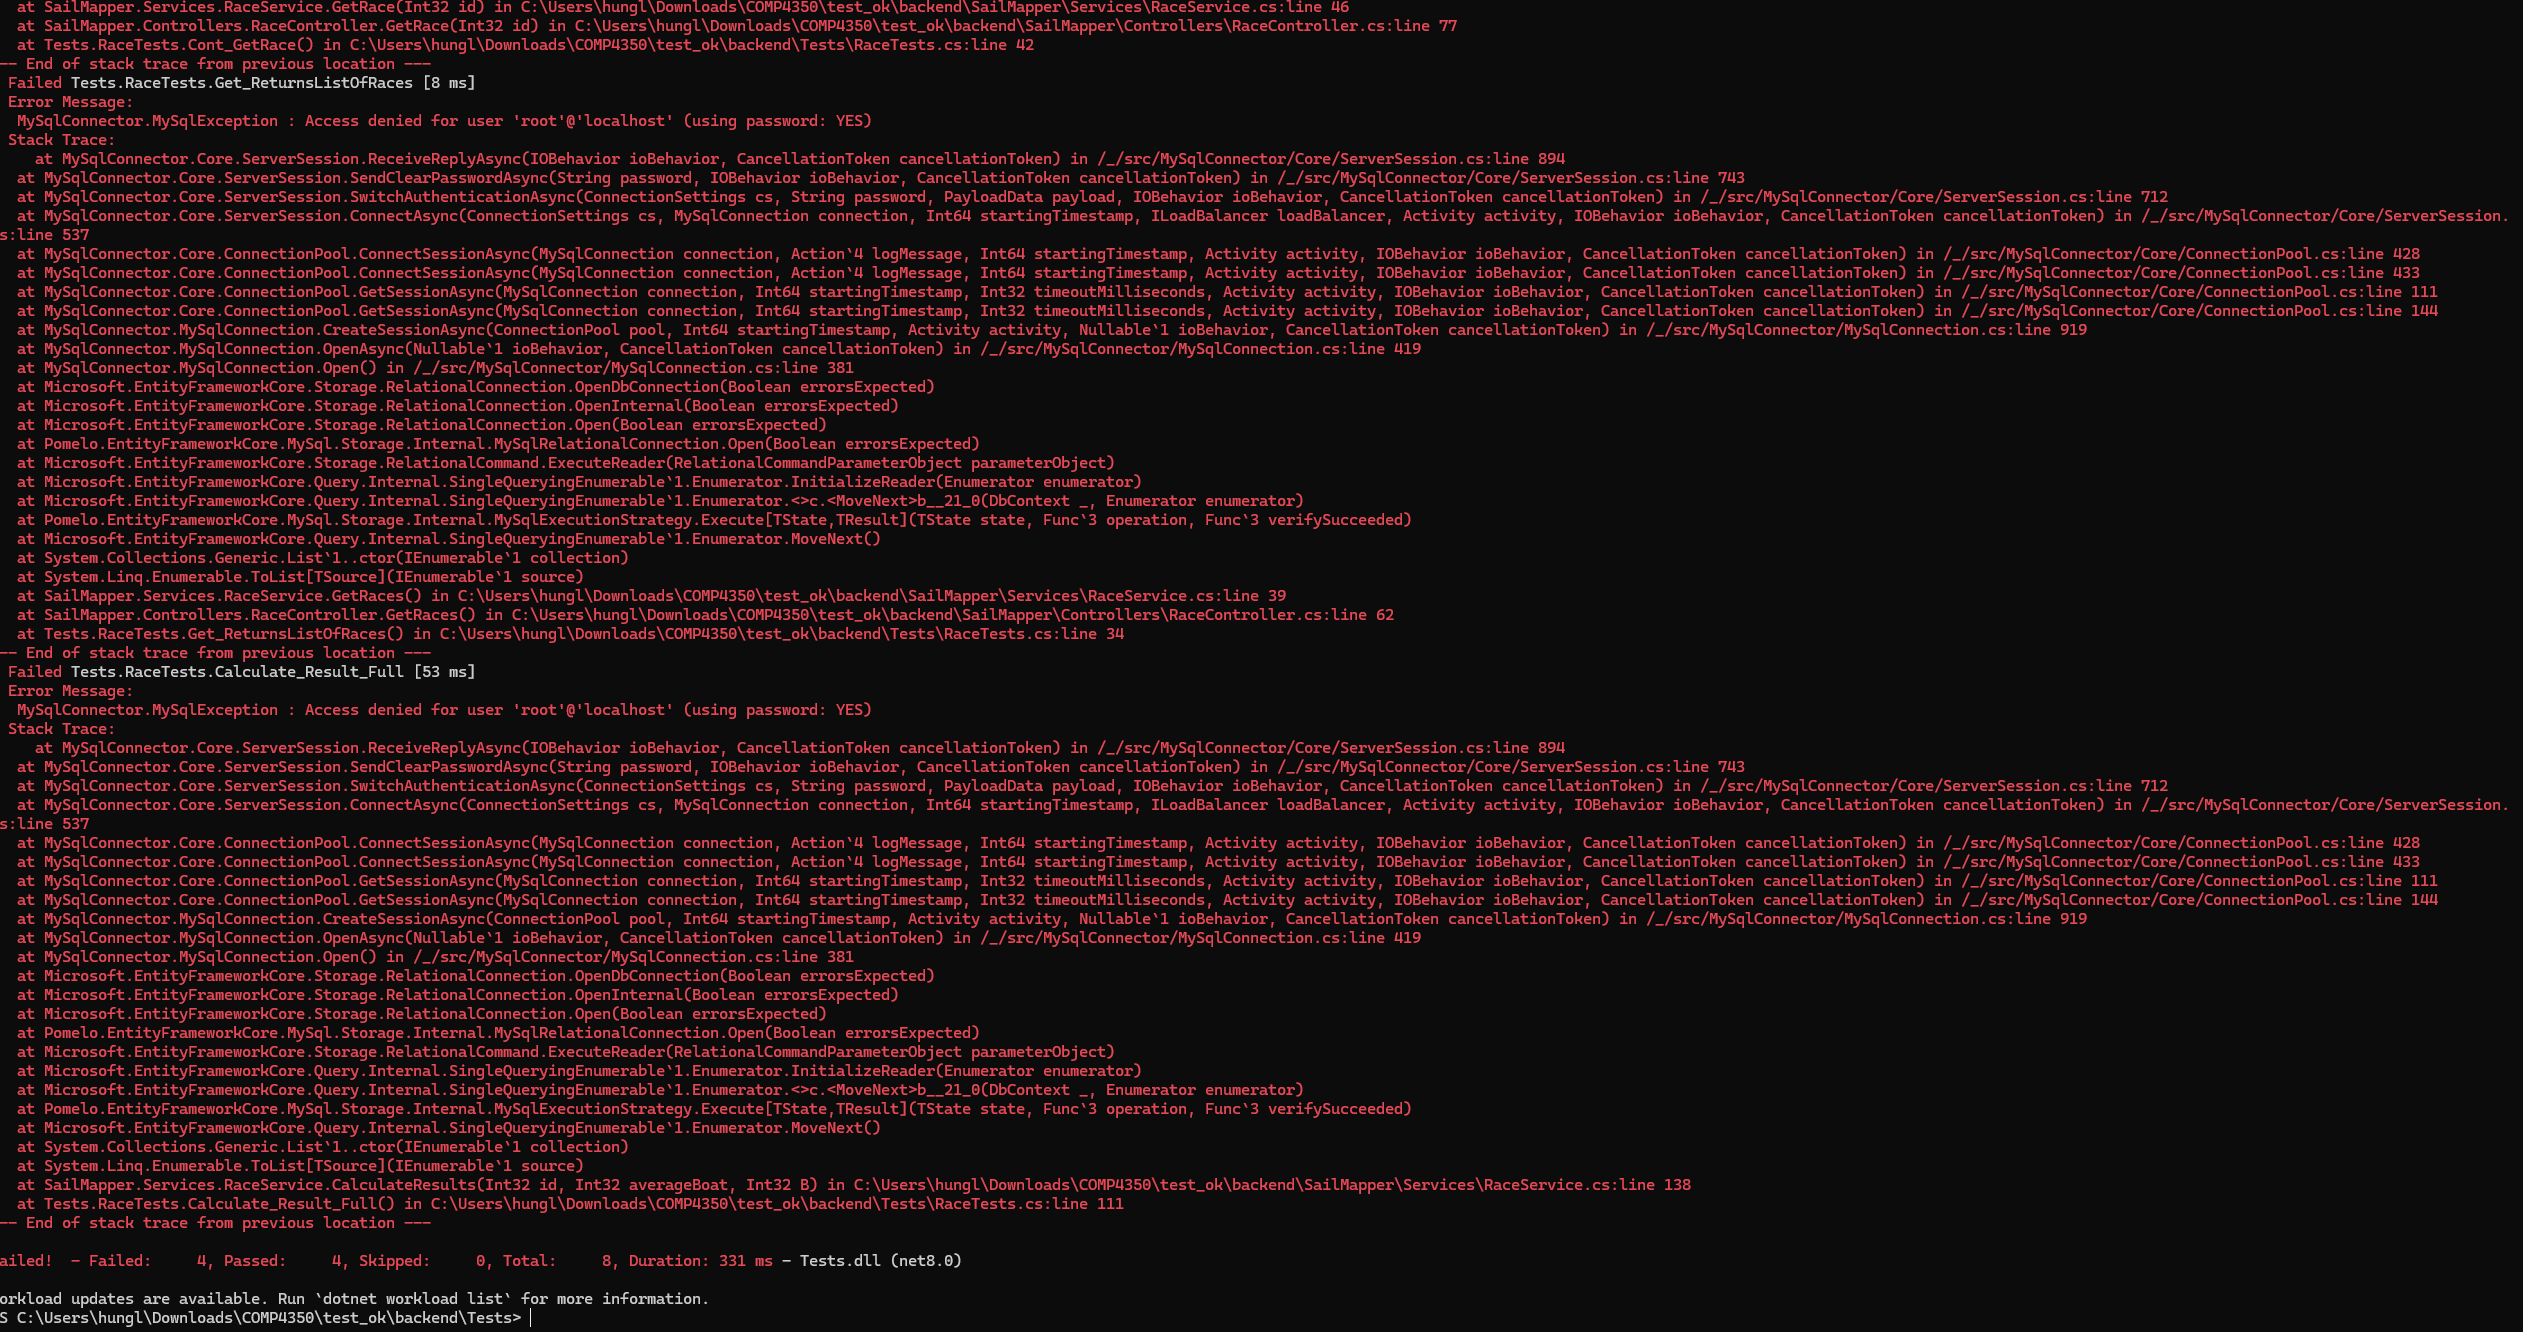 at SailMapper.Services.RaceService.GetRace(Int32 id) in C:\Users\hungl\Downloads\COMP4350\test_ok\backend\SailMapper\Services\RaceService.cs:line 46
at SailMapper.Controllers.RaceController.GetRace(Int32 id) in C:\Users\hungl\Downloads\COMP4350\test_ok\backend\SailMapper\Controllers\RaceController.cs:line 77
at Tests.RaceTests.Cont_GetRace() in C:\Users\hungl\Downloads\COMP4350\test_ok\backend\Tests\RaceTests.cs:line 42
-- End of stack trace from previous location ---
Failed Tests.RaceTests.Get_ReturnsListOfRaces [8 ms]
Error Message:
MySqlConnector.MySqlException : Access denied for user 'root'@'localhost' (using password: YES)
Stack Trace:
at MySqlConnector.Core.ServerSession.ReceiveReplyAsync(IOBehavior ioBehavior, CancellationToken cancellationToken) in /_/src/MySqlConnector/Core/ServerSession.cs:line 894
at MySqlConnector.Core.ServerSession.SendClearPasswordAsync(String password, IOBehavior ioBehavior, CancellationToken cancellationToken) in /_/src/MySqlConnector/Core/ServerSession.cs:line 743
at MySqlConnector.Core.ServerSession.SwitchAuthenticationAsync(ConnectionSettings cs, String password, PayloadData payload, IOBehavior ioBehavior, CancellationToken cancellationToken) in /_/src/MySqlConnector/Core/ServerSession.cs:line 712
at MySqlConnector.Core.ServerSession.ConnectAsync(ConnectionSettings cs, MySqlConnection connection, Int64 startingTimestamp, ILoadBalancer loadBalancer, Activity activity, IOBehavior ioBehavior, CancellationToken cancellationToken) in /_/src/MySqlConnector/Core/ServerSession.
s:line 537
at MySqlConnector.Core.ConnectionPool.ConnectSessionAsync(MySqlConnection connection, Action`4 logMessage, Int64 startingTimestamp, Activity activity, IOBehavior ioBehavior, CancellationToken cancellationToken) in /_/src/MySqlConnector/Core/ConnectionPool.cs:line 428
at MySqlConnector.Core.ConnectionPool.ConnectSessionAsync(MySqlConnection connection, Action`4 logMessage, Int64 startingTimestamp, Activity activity, IOBehavior ioBehavior, CancellationToken cancellationToken) in /_/src/MySqlConnector/Core/ConnectionPool.cs:line 433
at MySqlConnector.Core.ConnectionPool.GetSessionAsync(MySqlConnection connection, Int64 startingTimestamp, Int32 timeoutMilliseconds, Activity activity, IOBehavior ioBehavior, CancellationToken cancellationToken) in /_/src/MySqlConnector/Core/ConnectionPool.cs:line 111
at MySqlConnector.Core.ConnectionPool.GetSessionAsync(MySqlConnection connection, Int64 startingTimestamp, Int32 timeoutMilliseconds, Activity activity, IOBehavior ioBehavior, CancellationToken cancellationToken) in /_/src/MySqlConnector/Core/ConnectionPool.cs:line 144
at MySqlConnector.MySqlConnection.CreateSessionAsync(ConnectionPool pool, Int64 startingTimestamp, Activity activity, Nullable`1 ioBehavior, CancellationToken cancellationToken) in /_/src/MySqlConnector/MySqlConnection.cs:line 919
at MySqlConnector.MySqlConnection.OpenAsync(Nullable`1 ioBehavior, CancellationToken cancellationToken) in /_/src/MySqlConnector/MySqlConnection.cs:line 419
at MySqlConnector.MySqlConnection.Open() in /_/src/MySqlConnector/MySqlConnection.cs:line 381
at Microsoft.EntityFrameworkCore.Storage.RelationalConnection.OpenDbConnection(Boolean errorsExpected)
at Microsoft.EntityFrameworkCore.Storage.RelationalConnection.OpenInternal(Boolean errorsExpected)
at Microsoft.EntityFrameworkCore.Storage.RelationalConnection.Open(Boolean errorsExpected)
at Pomelo.EntityFrameworkCore.MySql.Storage.Internal.MySqlRelationalConnection.Open(Boolean errorsExpected)
at Microsoft.EntityFrameworkCore.Storage.RelationalCommand.ExecuteReader(RelationalCommandParameterObject parameterObject)
at Microsoft.EntityFrameworkCore.Query.Internal.SingleQueryingEnumerable`1.Enumerator.InitializeReader(Enumerator enumerator)
at Microsoft.EntityFrameworkCore.Query.Internal.SingleQueryingEnumerable`1.Enumerator.<>c.<MoveNext>b__21_0(DbContext _, Enumerator enumerator)
at Pomelo.EntityFrameworkCore.MySql.Storage.Internal.MySqlExecutionStrategy.Execute[TState,TResult](TState state, Func`3 operation, Func`3 verifySucceeded)
at Microsoft.EntityFrameworkCore.Query.Internal.SingleQueryingEnumerable`1.Enumerator.MoveNext()
at System.Collections.Generic.List`1..ctor(IEnumerable`1 collection)
at System.Linq.Enumerable.ToList[TSource](IEnumerable`1 source)
at SailMapper.Services.RaceService.GetRaces() in C:\Users\hungl\Downloads\COMP4350\test_ok\backend\SailMapper\Services\RaceService.cs:line 39
at SailMapper.Controllers.RaceController.GetRaces() in C:\Users\hungl\Downloads\COMP4350\test_ok\backend\SailMapper\Controllers\RaceController.cs:line 62
at Tests.RaceTests.Get_ReturnsListOfRaces() in C:\Users\hungl\Downloads\COMP4350\test_ok\backend\Tests\RaceTests.cs:line 34
-- End of stack trace from previous location ---
Failed Tests.RaceTests.Calculate_Result_Full [53 ms]
Error Message:
MySqlConnector.MySqlException : Access denied for user 'root'@'localhost' (using password: YES)
Stack Trace:
at MySqlConnector.Core.ServerSession.ReceiveReplyAsync(IOBehavior ioBehavior, CancellationToken cancellationToken) in /_/src/MySqlConnector/Core/ServerSession.cs:line 894
at MySqlConnector.Core.ServerSession.SendClearPasswordAsync(String password, IOBehavior ioBehavior, CancellationToken cancellationToken) in /_/src/MySqlConnector/Core/ServerSession.cs:line 743
at MySqlConnector.Core.ServerSession.SwitchAuthenticationAsync(ConnectionSettings cs, String password, PayloadData payload, IOBehavior ioBehavior, CancellationToken cancellationToken) in /_/src/MySqlConnector/Core/ServerSession.cs:line 712
at MySqlConnector.Core.ServerSession.ConnectAsync(ConnectionSettings cs, MySqlConnection connection, Int64 startingTimestamp, ILoadBalancer loadBalancer, Activity activity, IOBehavior ioBehavior, CancellationToken cancellationToken) in /_/src/MySqlConnector/Core/ServerSession.
s:line 537
at MySqlConnector.Core.ConnectionPool.ConnectSessionAsync(MySqlConnection connection, Action`4 logMessage, Int64 startingTimestamp, Activity activity, IOBehavior ioBehavior, CancellationToken cancellationToken) in /_/src/MySqlConnector/Core/ConnectionPool.cs:line 428
at MySqlConnector.Core.ConnectionPool.ConnectSessionAsync(MySqlConnection connection, Action`4 logMessage, Int64 startingTimestamp, Activity activity, IOBehavior ioBehavior, CancellationToken cancellationToken) in /_/src/MySqlConnector/Core/ConnectionPool.cs:line 433
at MySqlConnector.Core.ConnectionPool.GetSessionAsync(MySqlConnection connection, Int64 startingTimestamp, Int32 timeoutMilliseconds, Activity activity, IOBehavior ioBehavior, CancellationToken cancellationToken) in /_/src/MySqlConnector/Core/ConnectionPool.cs:line 111
at MySqlConnector.Core.ConnectionPool.GetSessionAsync(MySqlConnection connection, Int64 startingTimestamp, Int32 timeoutMilliseconds, Activity activity, IOBehavior ioBehavior, CancellationToken cancellationToken) in /_/src/MySqlConnector/Core/ConnectionPool.cs:line 144
at MySqlConnector.MySqlConnection.CreateSessionAsync(ConnectionPool pool, Int64 startingTimestamp, Activity activity, Nullable`1 ioBehavior, CancellationToken cancellationToken) in /_/src/MySqlConnector/MySqlConnection.cs:line 919
at MySqlConnector.MySqlConnection.OpenAsync(Nullable`1 ioBehavior, CancellationToken cancellationToken) in /_/src/MySqlConnector/MySqlConnection.cs:line 419
at MySqlConnector.MySqlConnection.Open() in /_/src/MySqlConnector/MySqlConnection.cs:line 381
at Microsoft.EntityFrameworkCore.Storage.RelationalConnection.OpenDbConnection(Boolean errorsExpected)
at Microsoft.EntityFrameworkCore.Storage.RelationalConnection.OpenInternal(Boolean errorsExpected)
at Microsoft.EntityFrameworkCore.Storage.RelationalConnection.Open(Boolean errorsExpected)
at Pomelo.EntityFrameworkCore.MySql.Storage.Internal.MySqlRelationalConnection.Open(Boolean errorsExpected)
at Microsoft.EntityFrameworkCore.Storage.RelationalCommand.ExecuteReader(RelationalCommandParameterObject parameterObject)
at Microsoft.EntityFrameworkCore.Query.Internal.SingleQueryingEnumerable`1.Enumerator.InitializeReader(Enumerator enumerator)
at Microsoft.EntityFrameworkCore.Query.Internal.SingleQueryingEnumerable`1.Enumerator.<>c.<MoveNext>b__21_0(DbContext _, Enumerator enumerator)
at Pomelo.EntityFrameworkCore.MySql.Storage.Internal.MySqlExecutionStrategy.Execute[TState,TResult](TState state, Func`3 operation, Func`3 verifySucceeded)
at Microsoft.EntityFrameworkCore.Query.Internal.SingleQueryingEnumerable`1.Enumerator.MoveNext()
at System.Collections.Generic.List`1..ctor(IEnumerable`1 collection)
at System.Linq.Enumerable.ToList[TSource](IEnumerable`1 source)
at SailMapper.Services.RaceService.CalculateResults(Int32 id, Int32 averageBoat, Int32 B) in C:\Users\hungl\Downloads\COMP4350\test_ok\backend\SailMapper\Services\RaceService.cs:line 138
at Tests.RaceTests.Calculate_Result_Full() in C:\Users\hungl\Downloads\COMP4350\test_ok\backend\Tests\RaceTests.cs:line 111
-- End of stack trace from previous location ---
ailed!  - Failed:     4, Passed:     4, Skipped:     0, Total:     8, Duration: 331 ms - Tests.dll (net8.0)
orkload updates are available. Run `dotnet workload list` for more information.
S C:\Users\hungl\Downloads\COMP4350\test_ok\backend\Tests>